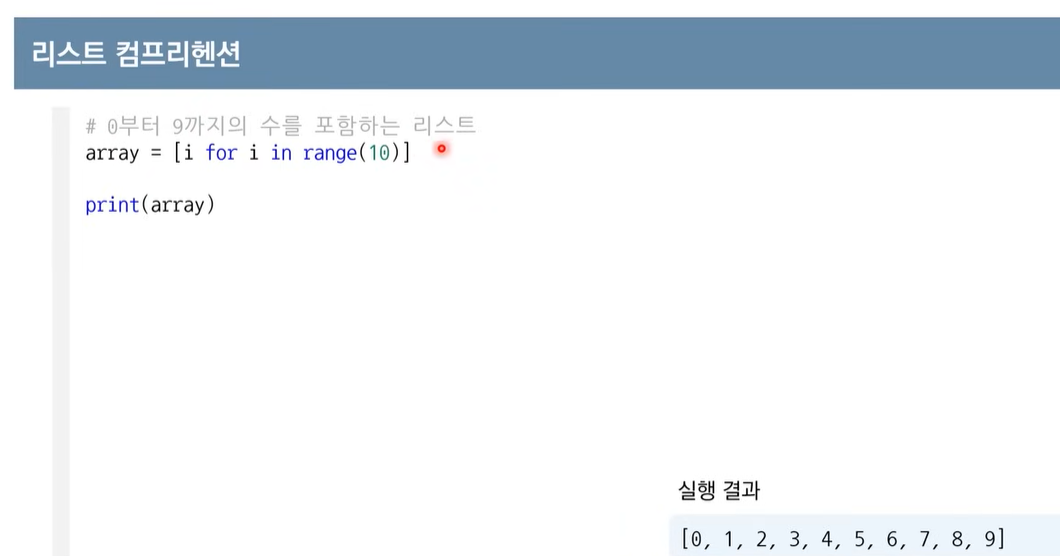 리스트 컴프리헨션
# 0부터 9까지의 수를 포함하는 리스트
array = [i for i in range(10)]
print(array)
실행 결과
[0, 1, 2, 3, 4, 5, 6, 7, 8, 9]